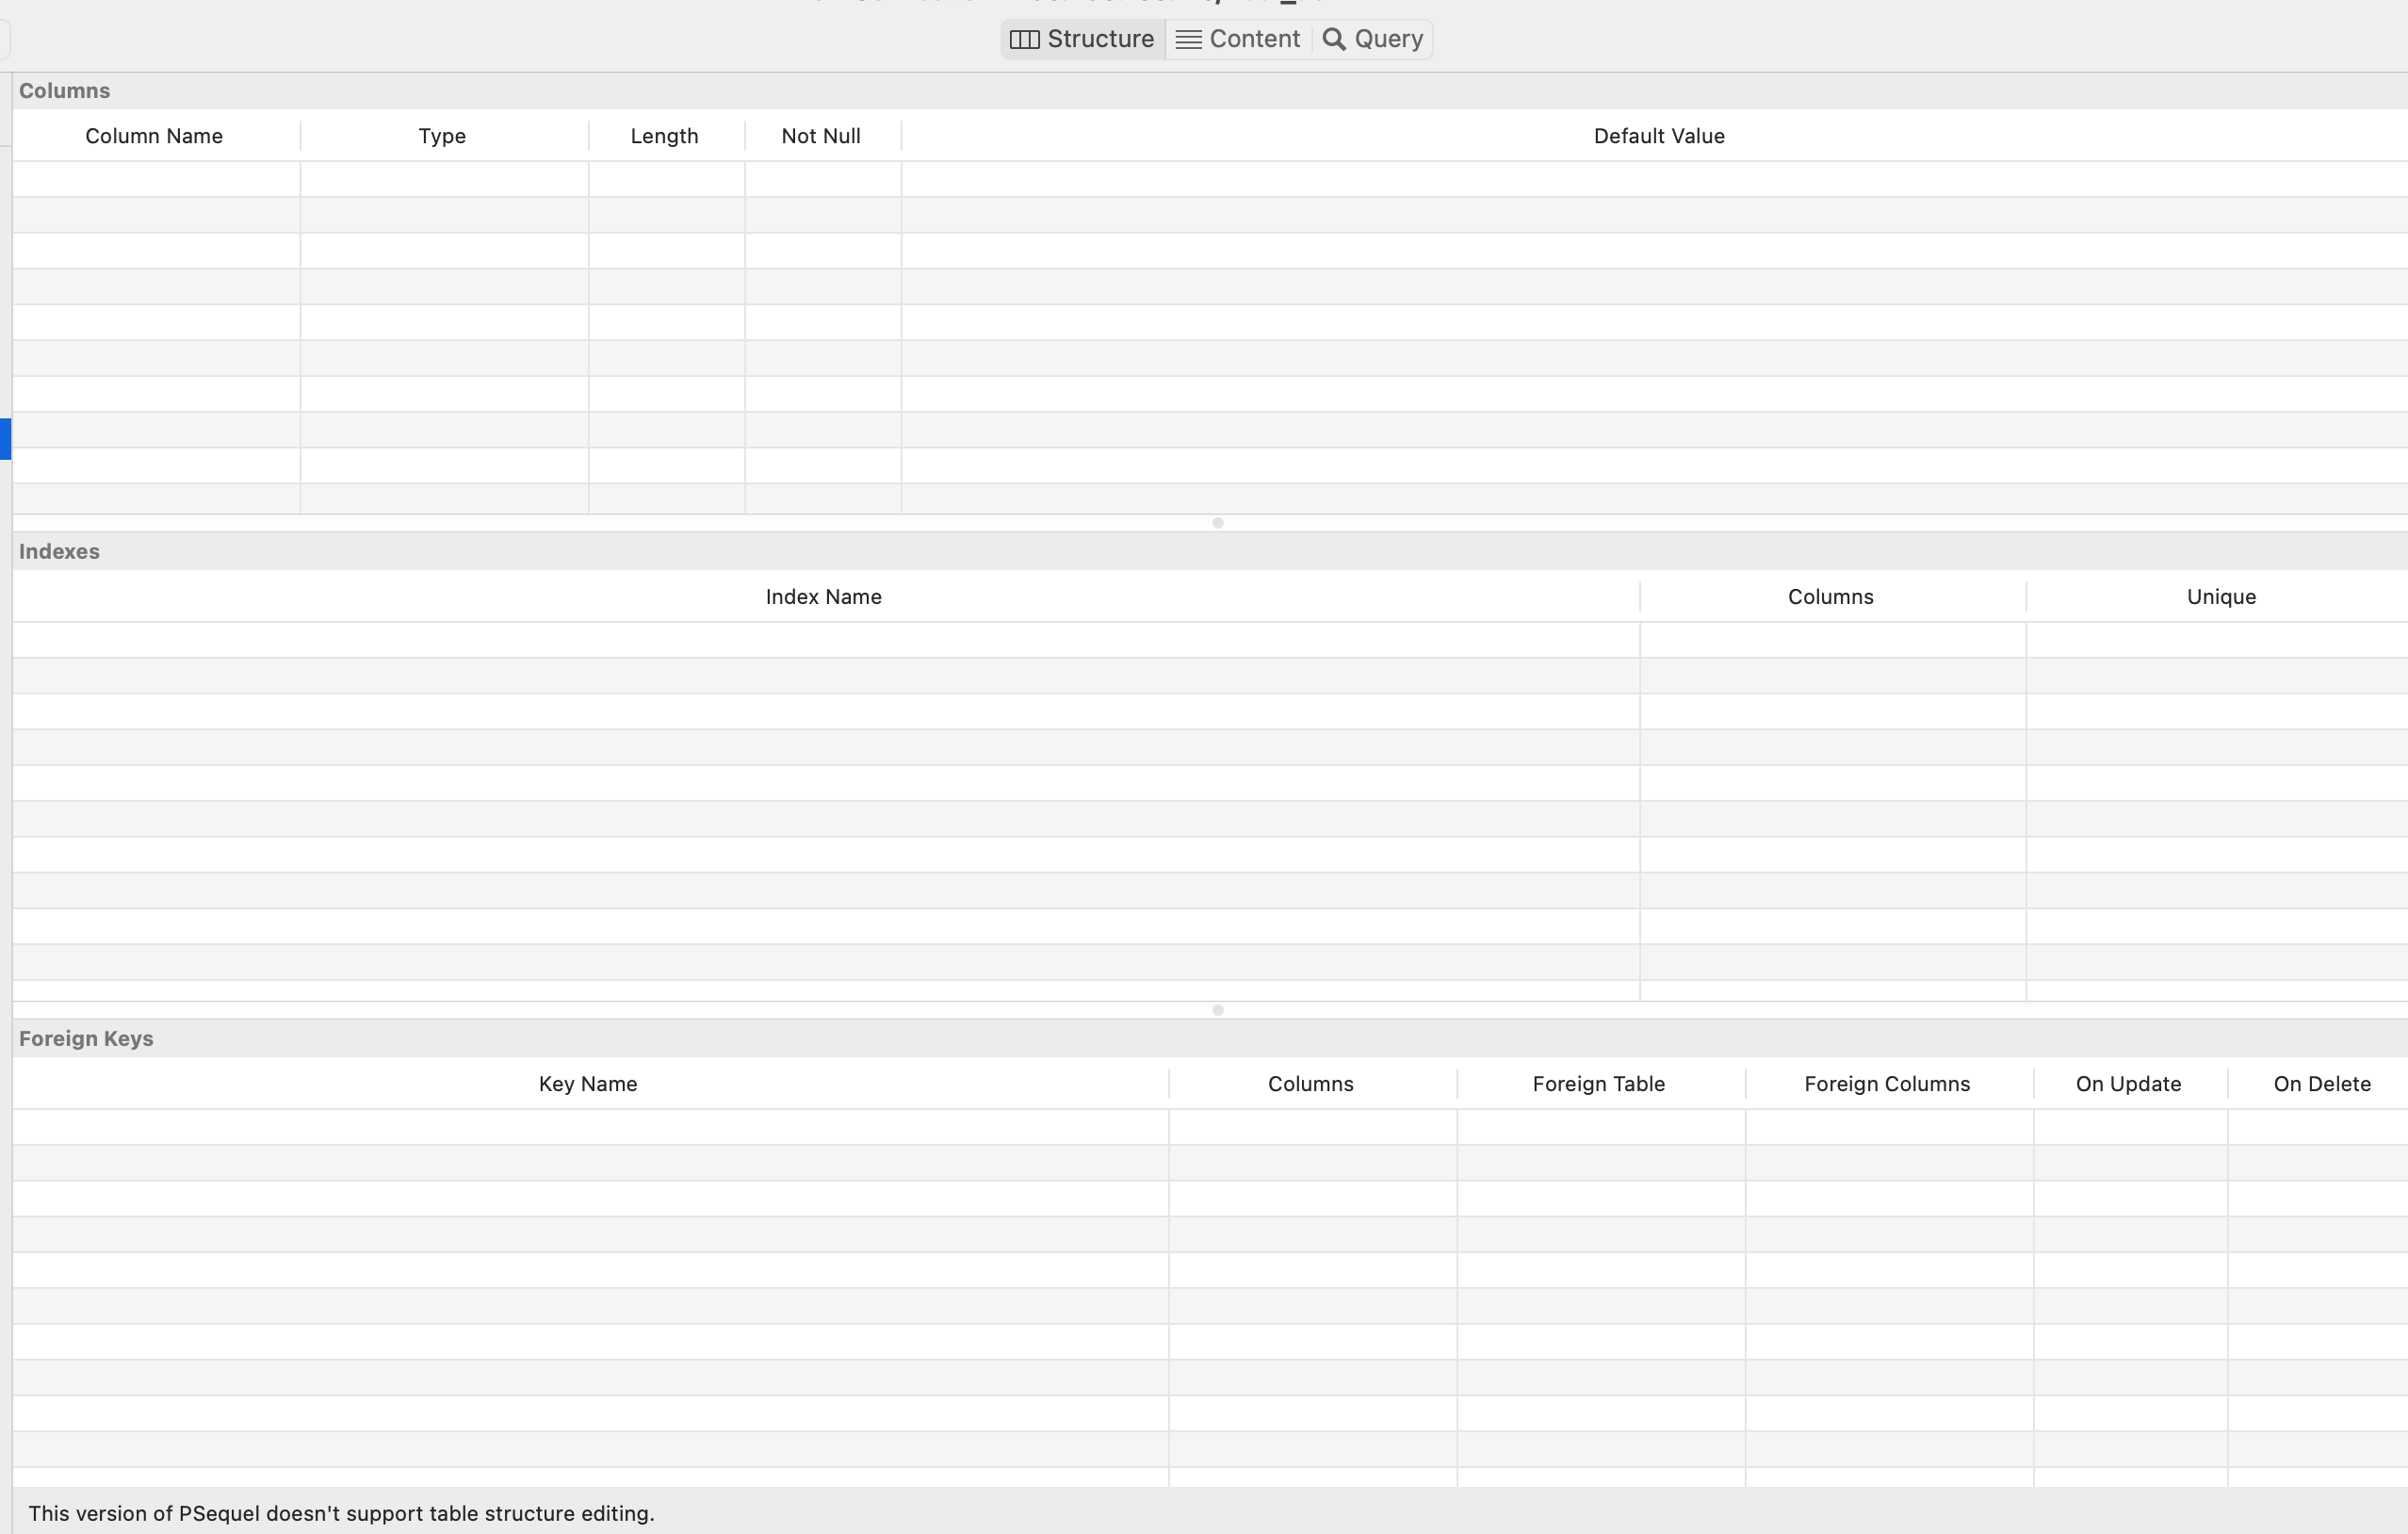 Structure Content Query
Columns
Column Name Type Length Not Null Default Value
Indexes
Index Name Columns Unique
Foreign Keys
Key Name Columns Foreign Table Foreign Columns On Update On Delete
This version of PSequel doesn't support table structure editing.